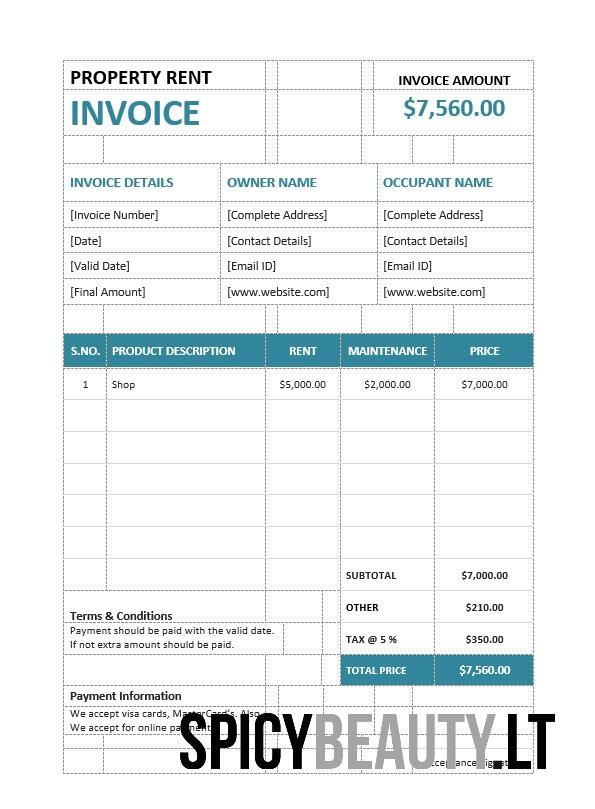 PROPERTY RENT
INVOICE AMOUNT
INVOICE
$7,560.00
INVOICE DETAILS OWNER NAME OCCUPANT NAME
[Invoice Number] [Complete Address] [Complete Address]
[Date] [Contact Details] [Contact Details]
[Valid Date] [Email ID] [Email ID]
[Final Amount] [www.website.com] [www.website.com]
S.NO. PRODUCT DESCRIPTION RENT MAINTENANCE PRICE
1 Shop $5,000.00 $2,000.00 $7,000.00
SUBTOTAL $7,000.00
OTHER $210.00
Terms & Conditions
Payment should be paid with the valid date.
If not extra amount should be paid.
TAX @ 5 % $350.00
TOTAL PRICE $7,560.00
Payment Information
We accept visa cards, MasterCard's. Also
We accept for online payment
SPICYBEAUTY.LT